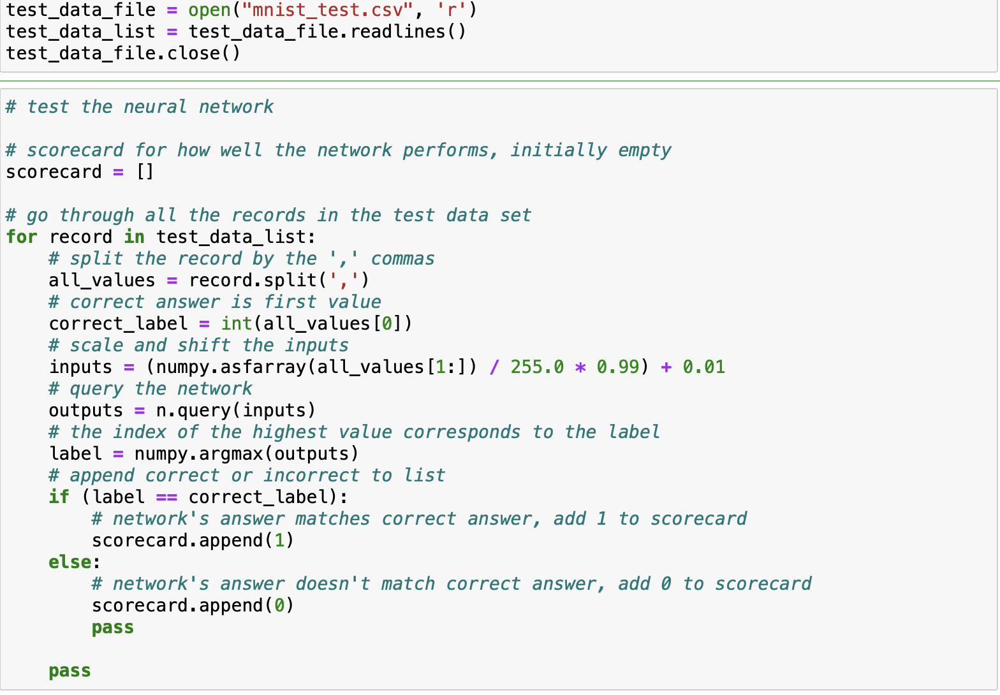 test_data_file = open("mnist_test.csv", 'r')
test_data_list = test_data_file.readlines()
test_data_file.close()
# test the neural network
# scorecard for how well the network performs, initially empty
scorecard = []
# go through all the records in the test data set
for record in test_data_list:
    # split the record by the ',' commas
    all_values = record.split(',')
    # correct answer is first value
    correct_label = int(all_values[0])
    # scale and shift the inputs
    inputs = (numpy.asfarray(all_values[1:]) / 255.0 * 0.99) + 0.01
    # query the network
    outputs = n.query(inputs)
    # the index of the highest value corresponds to the label
    label = numpy.argmax(outputs)
    # append correct or incorrect to list
    if (label == correct_label):
        # network's answer matches correct answer, add 1 to scorecard
        scorecard.append(1)
    else:
        # network's answer doesn't match correct answer, add 0 to scorecard
        scorecard.append(0)
        pass
    pass